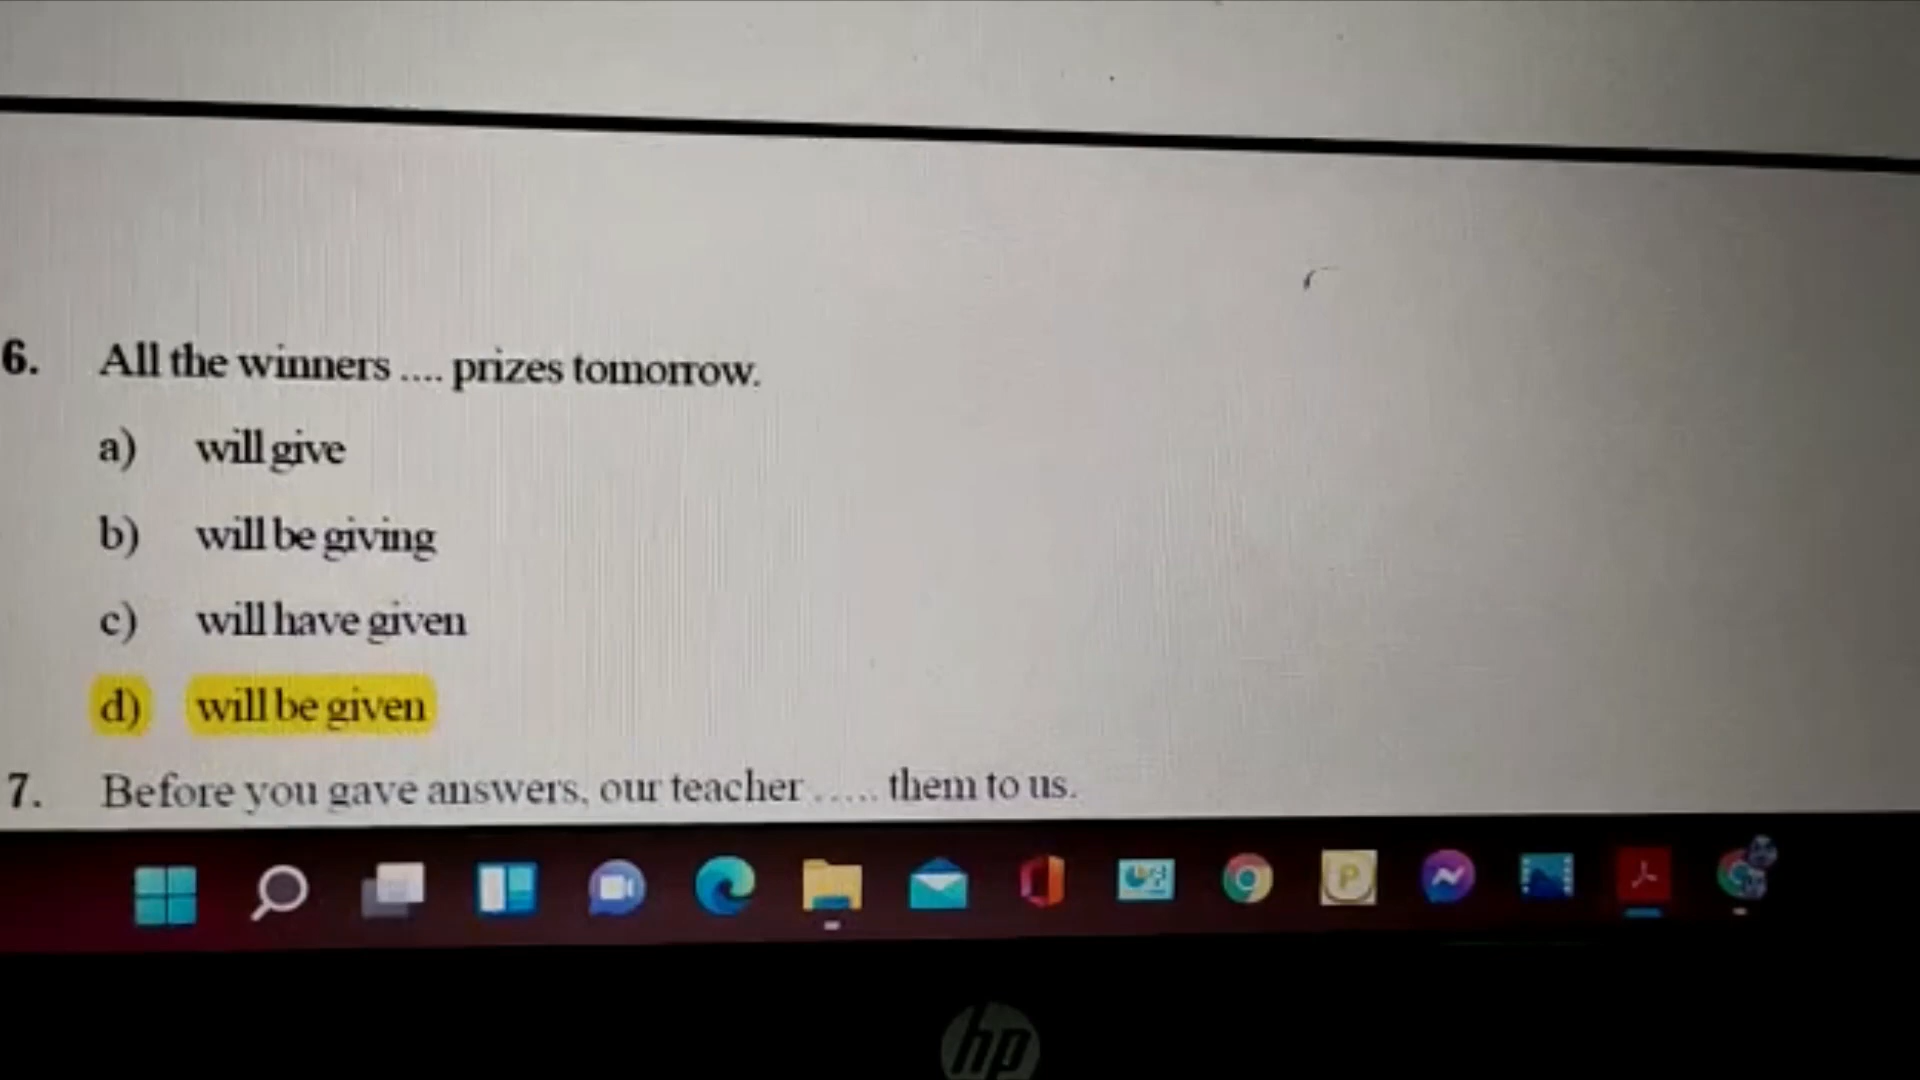 6. All the winners .... prizes tomorrow.
a) will give
b) will be giving
c) will have given
d) will be given
7. Before you gave answers, our teacher ..... them to us.
P
hp